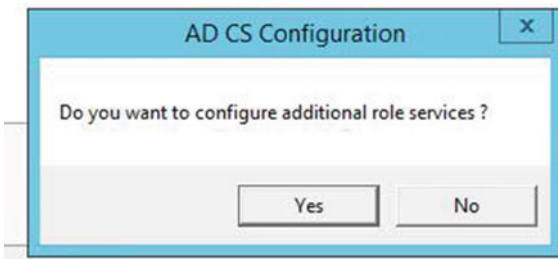 AD CS Configuration
x
Do you want to configure additional role services ?
Yes
No